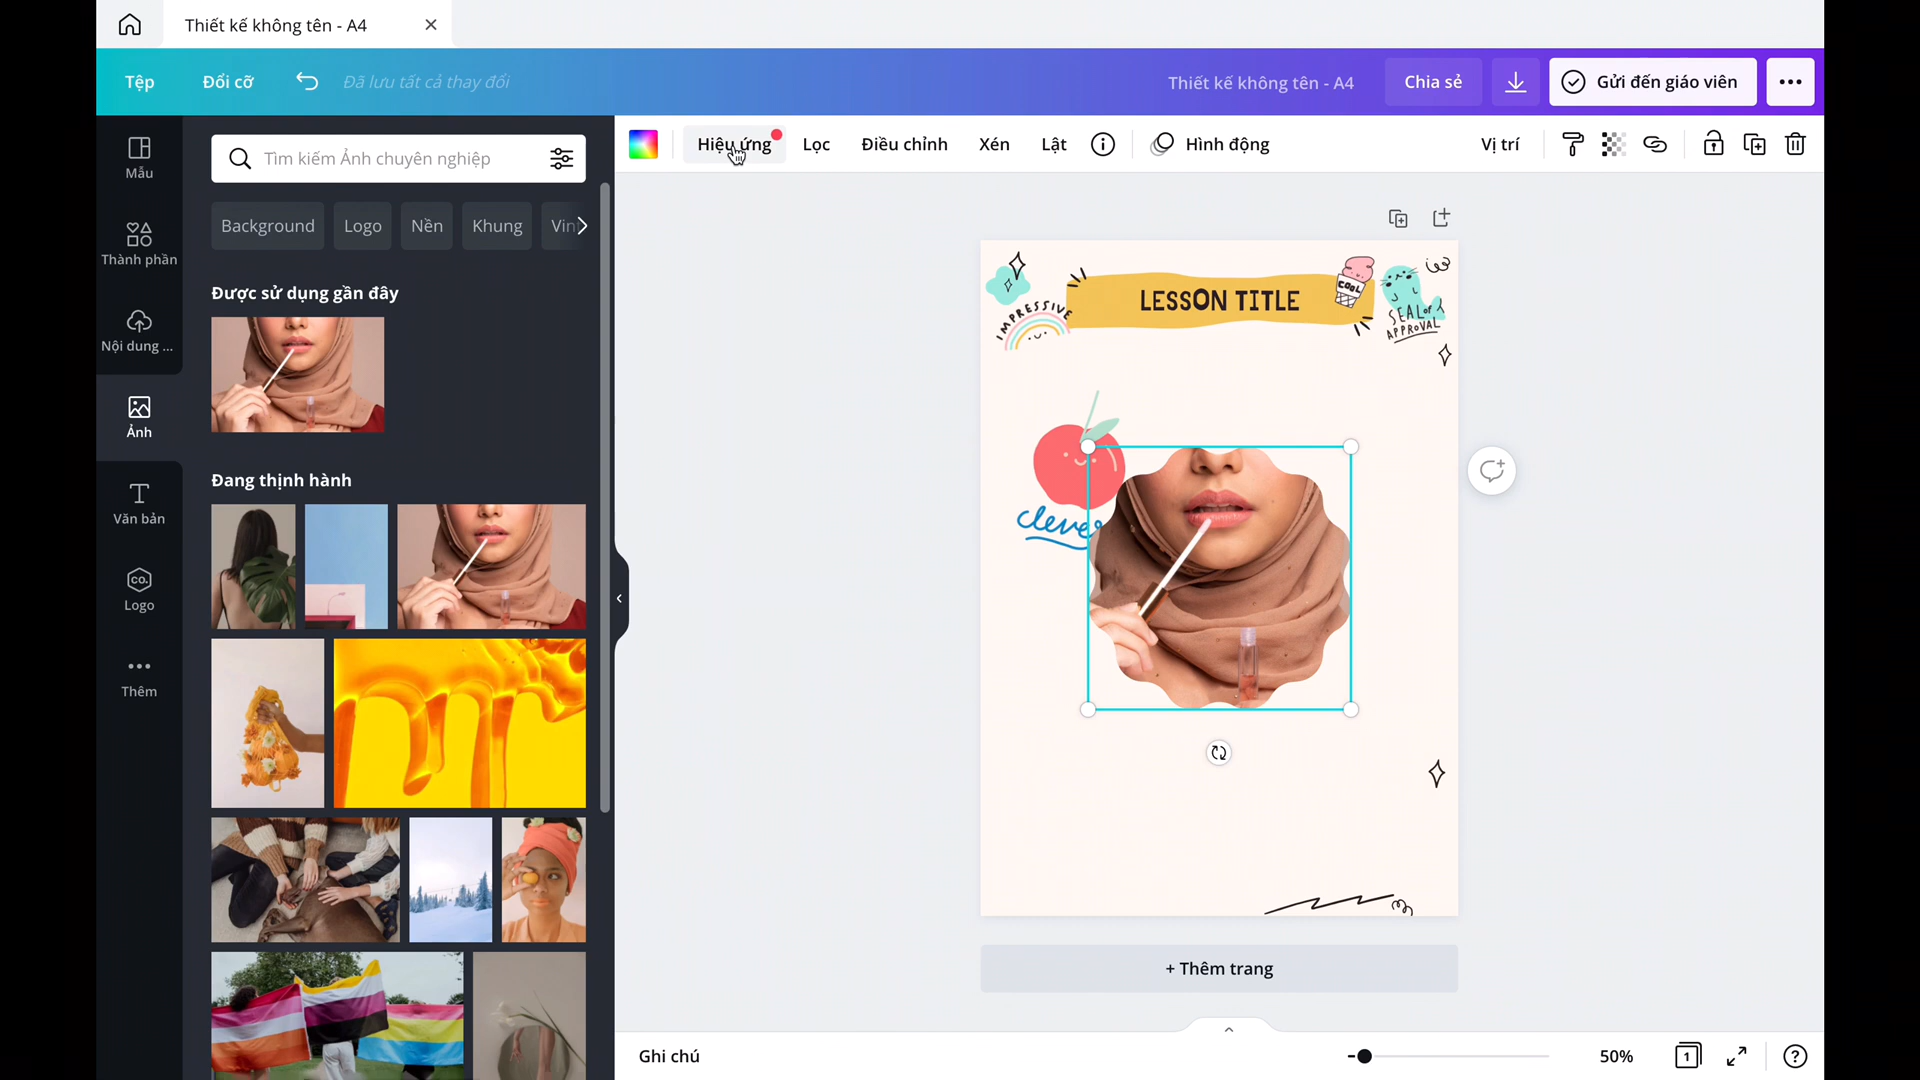 Thiết kế không tên - A4
Tệp
Đổi cỡ
Đã lưu tất cả thay đổi
Thiết kế không tên - A4
Chia sẻ
Gửi đến giáo viên
Mẫu
Thành phần
Nội dung ...
Ảnh
Văn bản
CO.
Logo
Thêm
Tìm kiếm Ảnh chuyên nghiệp
Background
Logo
Nền
Khung
Được sử dụng gần đây
Đang thịnh hành
Hiệu ứng
Lọc
Điều chỉnh
Xén
Lật
Hình động
Vị trí
IMPRESSIVE
LESSON TITLE
COOL
SEAL of
APPROVAL
clever
+ Thêm trang
Ghi chú
50%
1